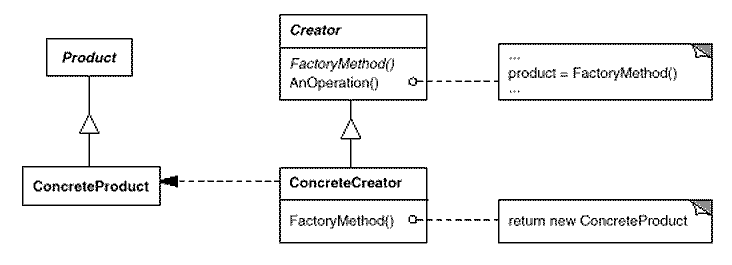 Product
ConcreteProduct
Creator
FactoryMethod()
AnOperation()
...
product = FactoryMethod()
...
ConcreteCreator
FactoryMethod()
return new ConcreteProduct